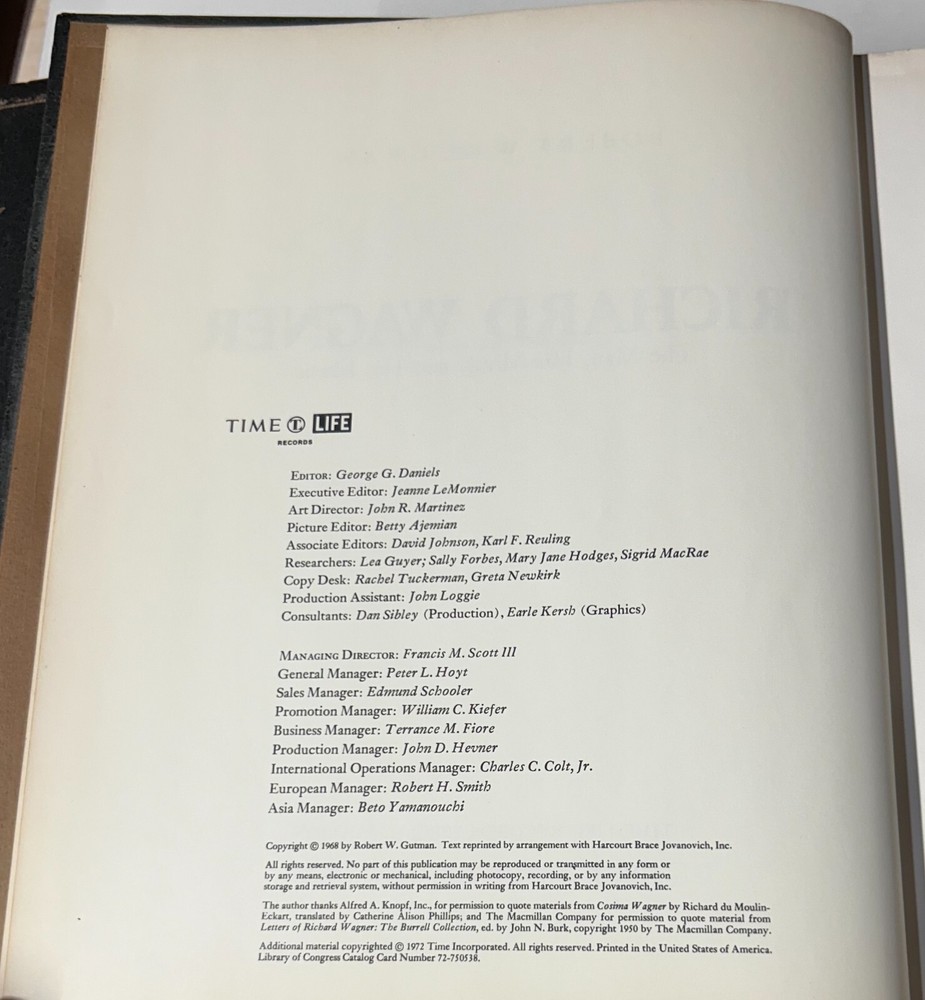 TIME LIFE
RECORDS
EDITOR: George G. Daniels
Executive Editor: Jeanne LeMonnier
Art Director: John R. Martinez
Picture Editor: Betty Ajemian
Associate Editors: David Johnson, Karl F. Reuling
Researchers: Lea Guyer; Sally Forbes, Mary Jane Hodges, Sigrid MacRae
Copy Desk: Rachel Tuckerman, Greta Newkirk
Production Assistant: John Loggie
Consultants: Dan Sibley (Production), Earle Kersh (Graphics)
MANAGING DIRECTOR: Francis M. Scott III
General Manager: Peter L. Hoyt
Sales Manager: Edmund Schooler
Promotion Manager: William C. Kiefer
Business Manager: Terrance M. Fiore
Production Manager: John D. Hevner
International Operations Manager: Charles C. Colt, Jr.
European Manager: Robert H. Smith
Asia Manager: Beto Yamanouchi
Copyright © 1968 by Robert W. Gutman. Text reprinted by arrangement with Harcourt Brace Jovanovich, Inc.
All rights reserved. No part of this publication may be reproduced or transmitted in any form or
by any means, electronic or mechanical, including photocopy, recording, or by any information
storage and retrieval system, without permission in writing from Harcourt Brace Jovanovich, Inc.
The author thanks Alfred A. Knopf, Inc., for permission to quote materials from Cosima Wagner by Richard du Moulin-
Eckart, translated by Catherine Alison Phillips; and The Macmillan Company for permission to quote material from
Letters of Richard Wagner: The Burrell Collection, ed. by John N. Burk, copyright 1950 by The Macmillan Company.
Additional material copyrighted © 1972 Time Incorporated. All rights reserved. Printed in the United States of America.
Library of Congress Catalog Card Number 72-750538.
RICHARD WAGNER